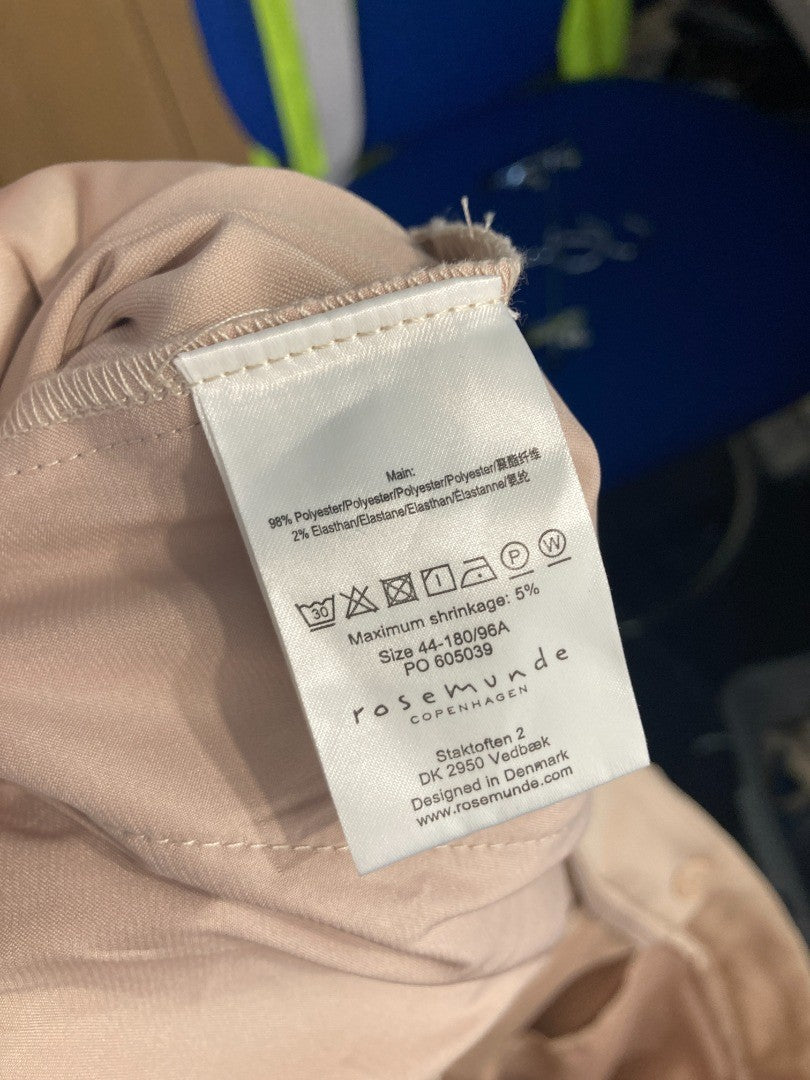 Main:
98% Polyester/Polyester/Polyester/Polyester/聚酯纤维
2% Elasthan/Elastane/Elasthan/Élastanne/氨纶
30 P W
Maximum shrinkage: 5%
Size 44-180/96A
PO 605039
rosemunde
COPENHAGEN
Staktoften 2
DK 2950 Vedbæk
Designed in Denmark
www.rosemunde.com